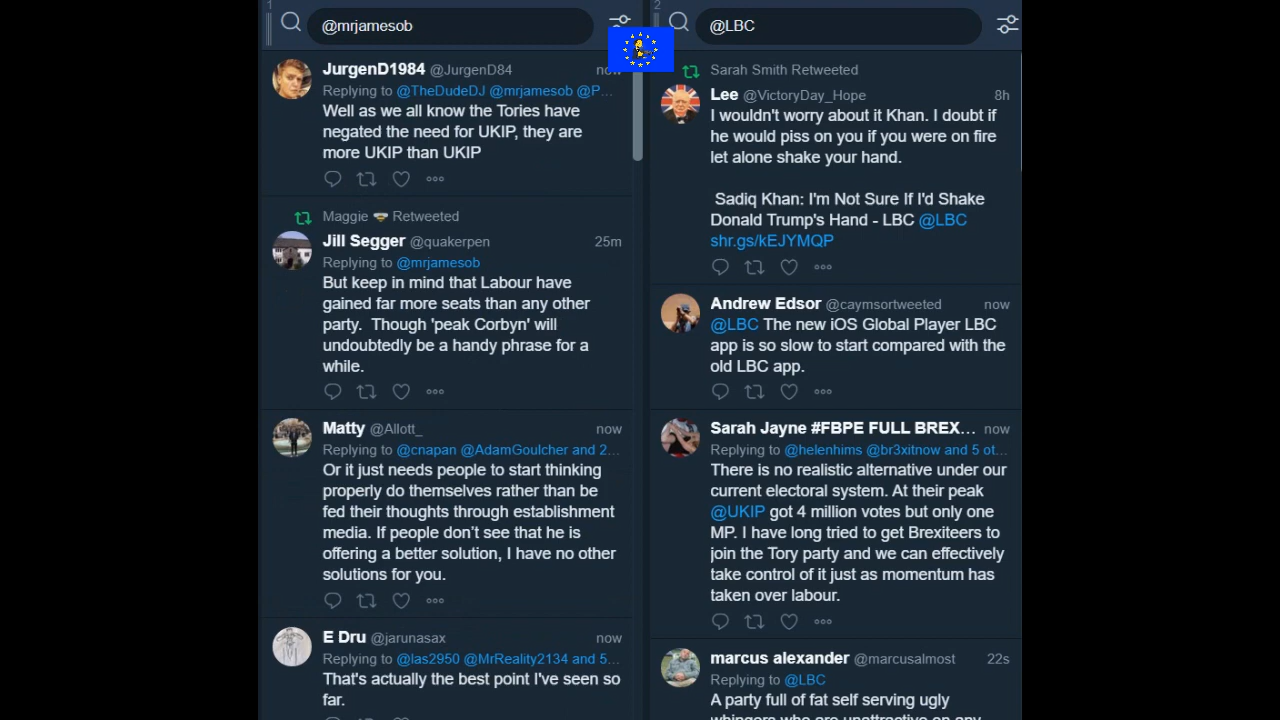 1
@mrjamesob
JurgenD1984 @JurgenD84 now
Replying to @TheDudeDJ @mrjamesob @P...
Well as we all know the Tories have
negated the need for UKIP, they are
more UKIP than UKIP
Maggie Retweeted
Jill Segger @quakerpen 25m
Replying to @mrjamesob
But keep in mind that Labour have
gained far more seats than any other
party. Though 'peak Corbyn' will
undoubtedly be a handy phrase for a
while.
Matty @Allott_ now
Replying to @cnapan @AdamGoulcher and 2...
Or it just needs people to start thinking
properly do themselves rather than be
fed their thoughts through establishment
media. If people don't see that he is
offering a better solution, I have no other
solutions for you.
E Dru @jarunasax now
Replying to @las2950 @MrReality2134 and 5...
That's actually the best point I've seen so
far.
2
@LBC
Sarah Smith Retweeted
Lee @VictoryDay_Hope 8h
I wouldn't worry about it Khan. I doubt if
he would piss on you if you were on fire
let alone shake your hand.
Sadiq Khan: I'm Not Sure If I'd Shake
Donald Trump's Hand - LBC @LBC
shr.gs/kEJYMQP
Andrew Edsor @caymsortweeted now
@LBC The new iOS Global Player LBC
app is so slow to start compared with the
old LBC app.
Sarah Jayne #FBPE FULL BREX... now
Replying to @helenhims @br3xitnow and 5 ot...
There is no realistic alternative under our
current electoral system. At their peak
@UKIP got 4 million votes but only one
MP. I have long tried to get Brexiteers to
join the Tory party and we can effectively
take control of it just as momentum has
taken over labour.
marcus alexander @marcusalmost 22s
Replying to @LBC
A party full of fat self serving ugly
whingers who are unattractive on any